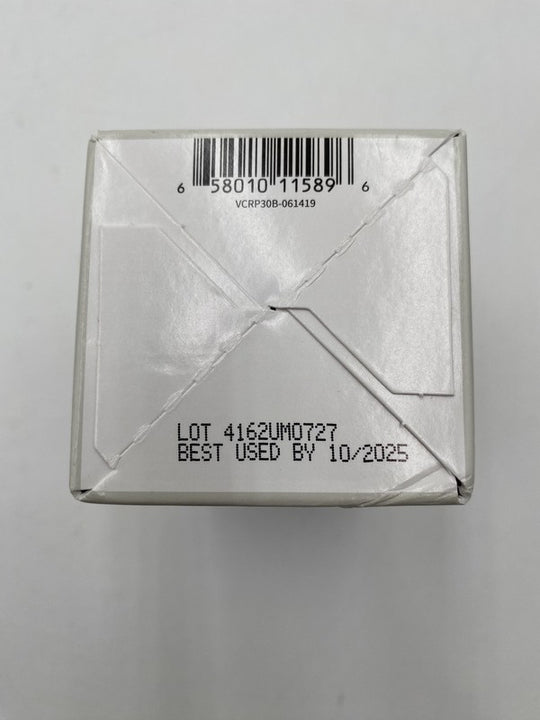 6 58010 11589 6
VCRP30B-061419
LOT 4162UM0727
BEST USED BY 10/2025